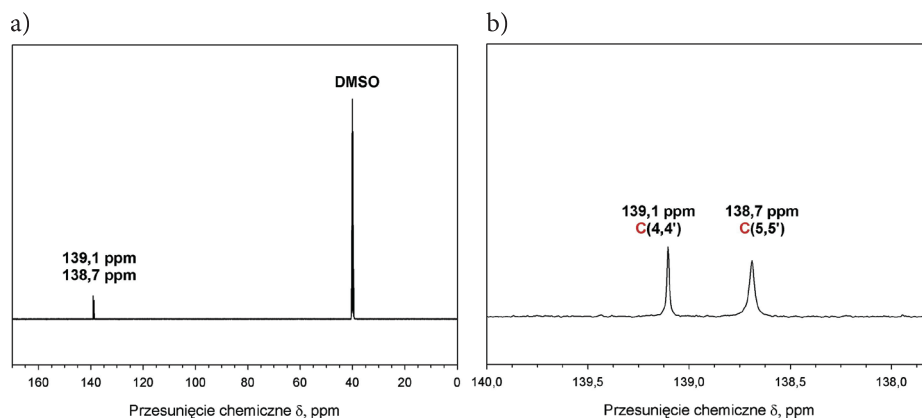 a)
DMSO
139,1 ppm
138,7 ppm
160 140 120 100 80 60 40 20 0
Przesunięcie chemiczne δ, ppm
b)
139,1 ppm 138,7 ppm
C(4,4') C(5,5')
140,0 139,5 139,0 138,5 138,0
Przesunięcie chemiczne δ, ppm